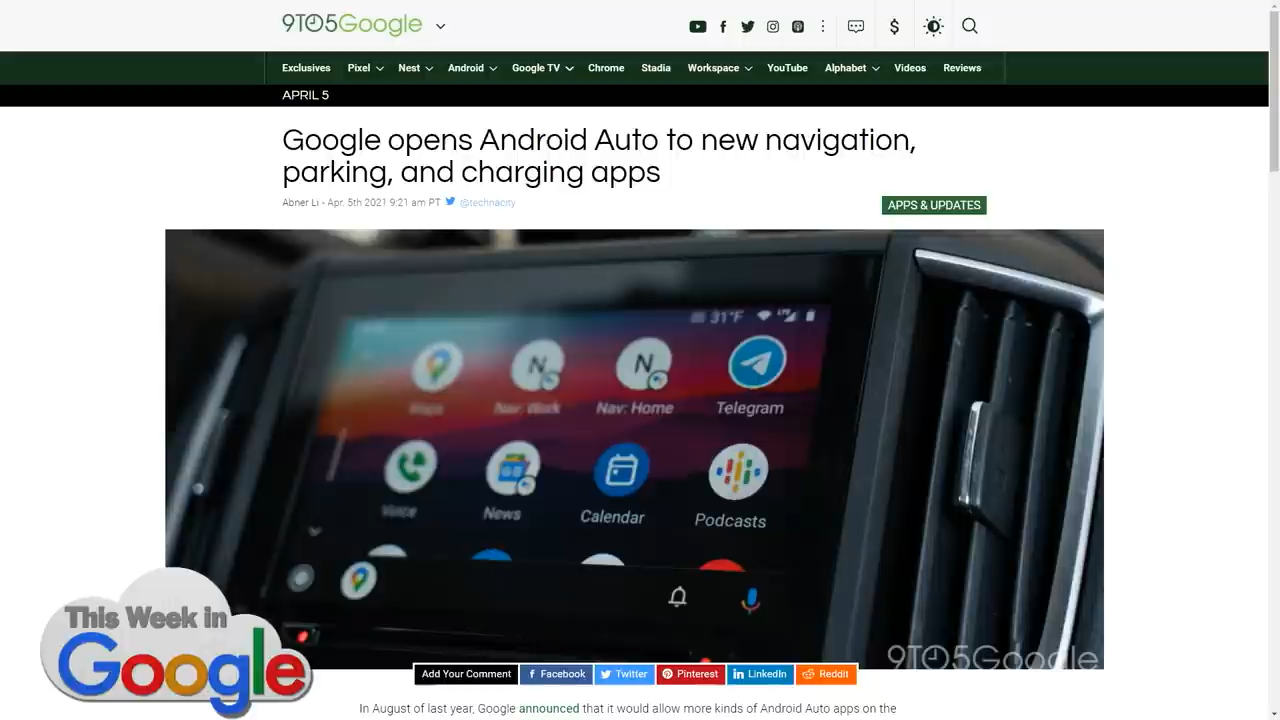 9TO5Google
Exclusives Pixel Nest Android Google TV Chrome Stadia Workspace YouTube Alphabet Videos Reviews
APRIL 5
Google opens Android Auto to new navigation,
parking, and charging apps
Abner Li - Apr. 5th 2021 9:21 am PT @technacity
APPS & UPDATES
31°F LTE
Maps Nav: Work Nav: Home Telegram
Voice News Calendar Podcasts
This Week in
Google
9TO5Google
Add Your Comment Facebook Twitter Pinterest LinkedIn Reddit
In August of last year, Google announced that it would allow more kinds of Android Auto apps on the